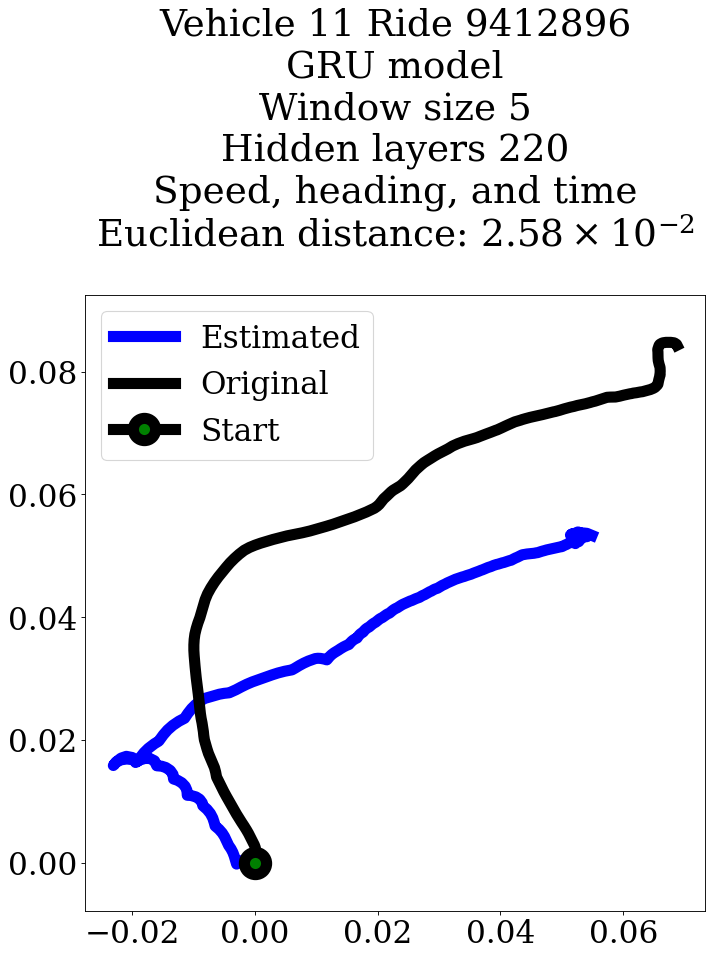 Vehicle 11 Ride 9412896
GRU model
Window size 5
Hidden layers 220
Speed, heading, and time
Euclidean distance: 2.58 × 10⁻²
Estimated
Original
Start
0.08
0.06
0.04
0.02
0.00
−0.02 0.00 0.02 0.04 0.06